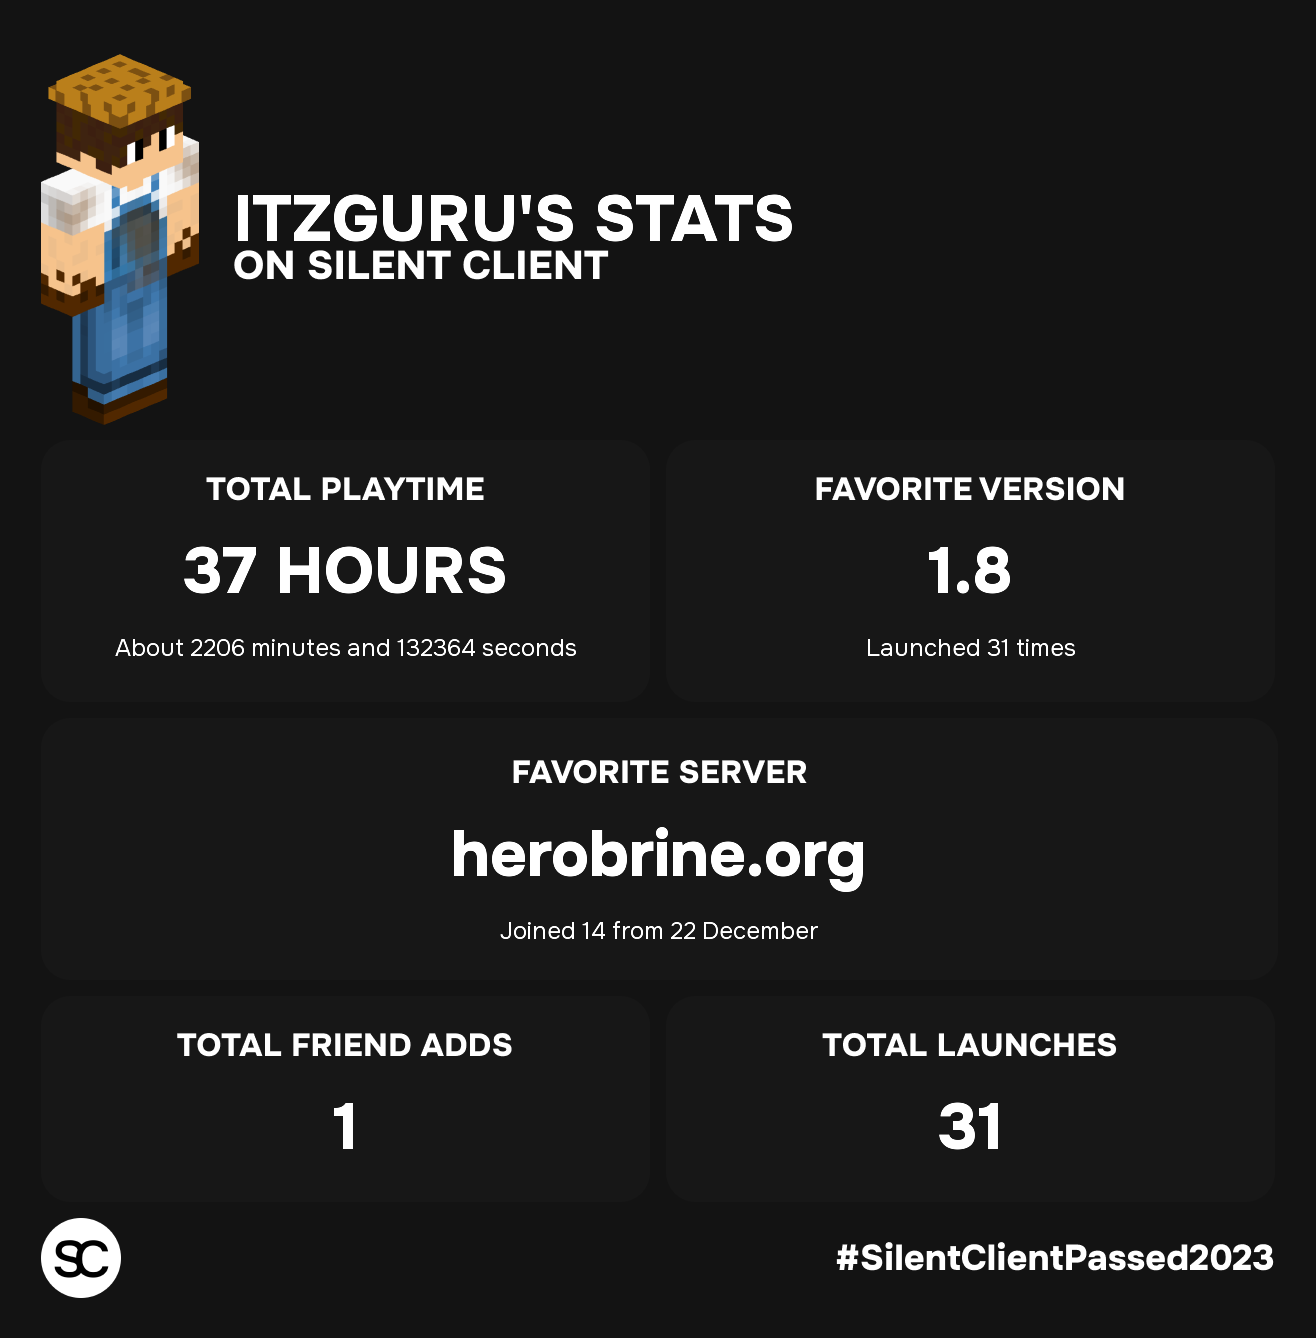 ITZGURU'S STATS
ON SILENT CLIENT
TOTAL PLAYTIME
37 HOURS
About 2206 minutes and 132364 seconds
FAVORITE VERSION
1.8
Launched 31 times
FAVORITE SERVER
herobrine.org
Joined 14 from 22 December
TOTAL FRIEND ADDS
1
TOTAL LAUNCHES
31
SC
#SilentClientPassed2023